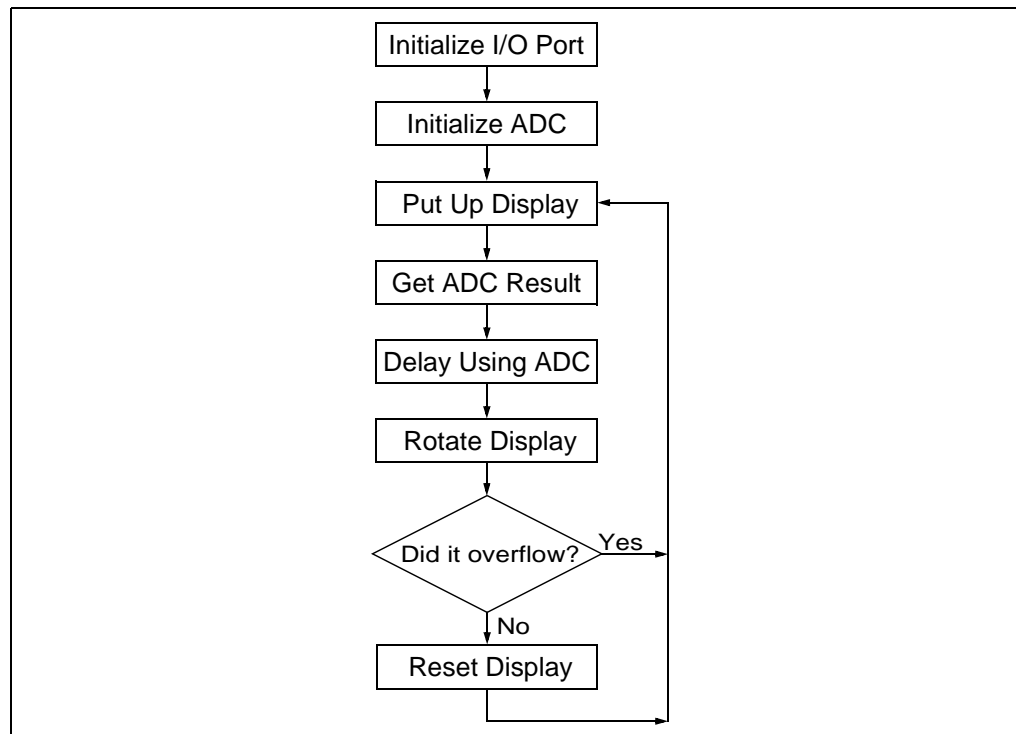 Initialize I/O Port
Initialize ADC
Put Up Display
Get ADC Result
Delay Using ADC
Rotate Display
Did it overflow?
Yes
No
Reset Display